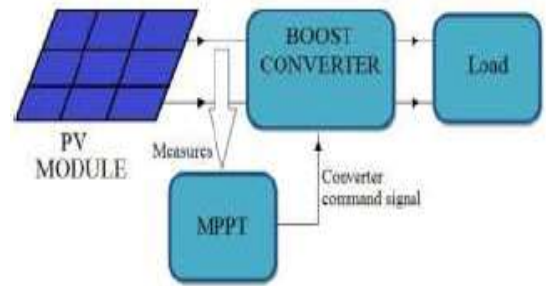 BOOST
CONVERTER
Load
PV
MODULE
Measures
Converter
command signal
MPPT